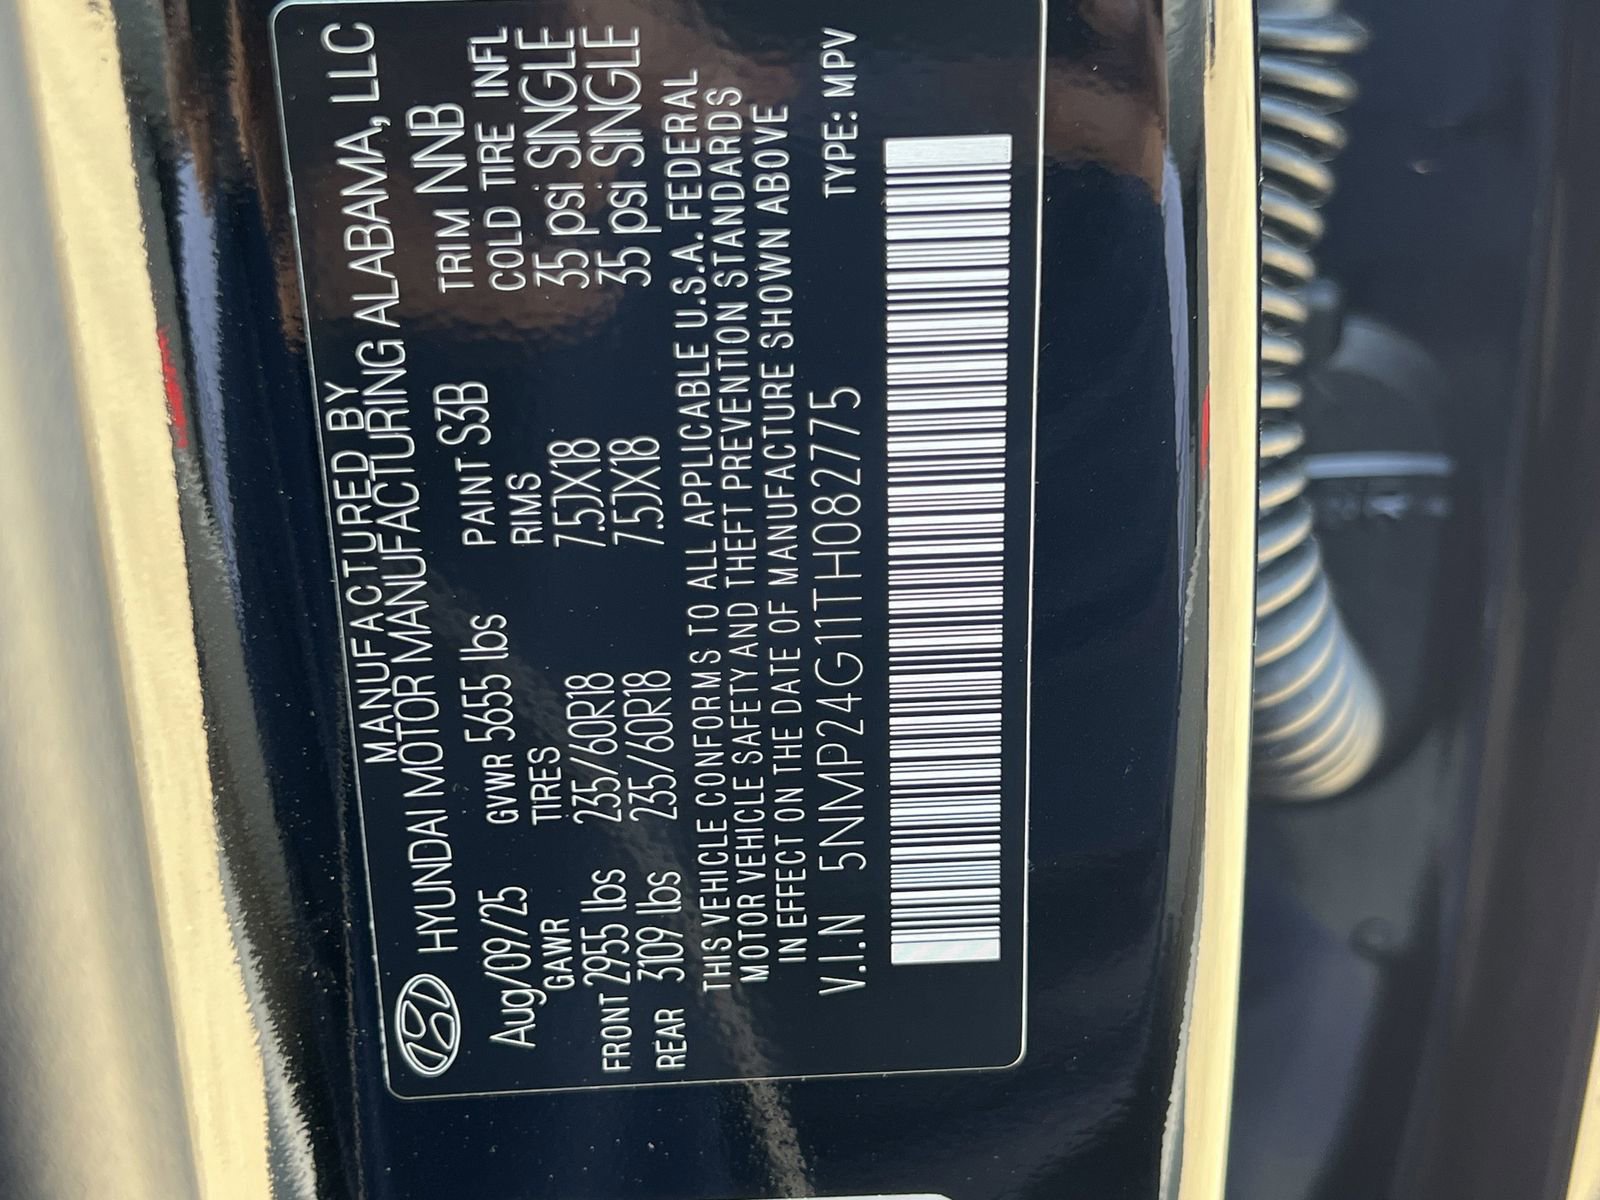 MANUFACTURED BY
HYUNDAI MOTOR MANUFACTURING ALABAMA, LLC
Aug/09/25 GVWR 5655 lbs PAINT S3B TRIM NNB
GAWR TIRES RIMS COLD TIRE INFL
FRONT 2955 lbs 235/60R18 7.5JX18 35 psi SINGLE
REAR 3109 lbs 235/60R18 7.5JX18 35 psi SINGLE
THIS VEHICLE CONFORMS TO ALL APPLICABLE U.S.A. FEDERAL
MOTOR VEHICLE SAFETY AND THEFT PREVENTION STANDARDS
IN EFFECT ON THE DATE OF MANUFACTURE SHOWN ABOVE
V.I.N 5NMP24G11TH082775 TYPE: MPV